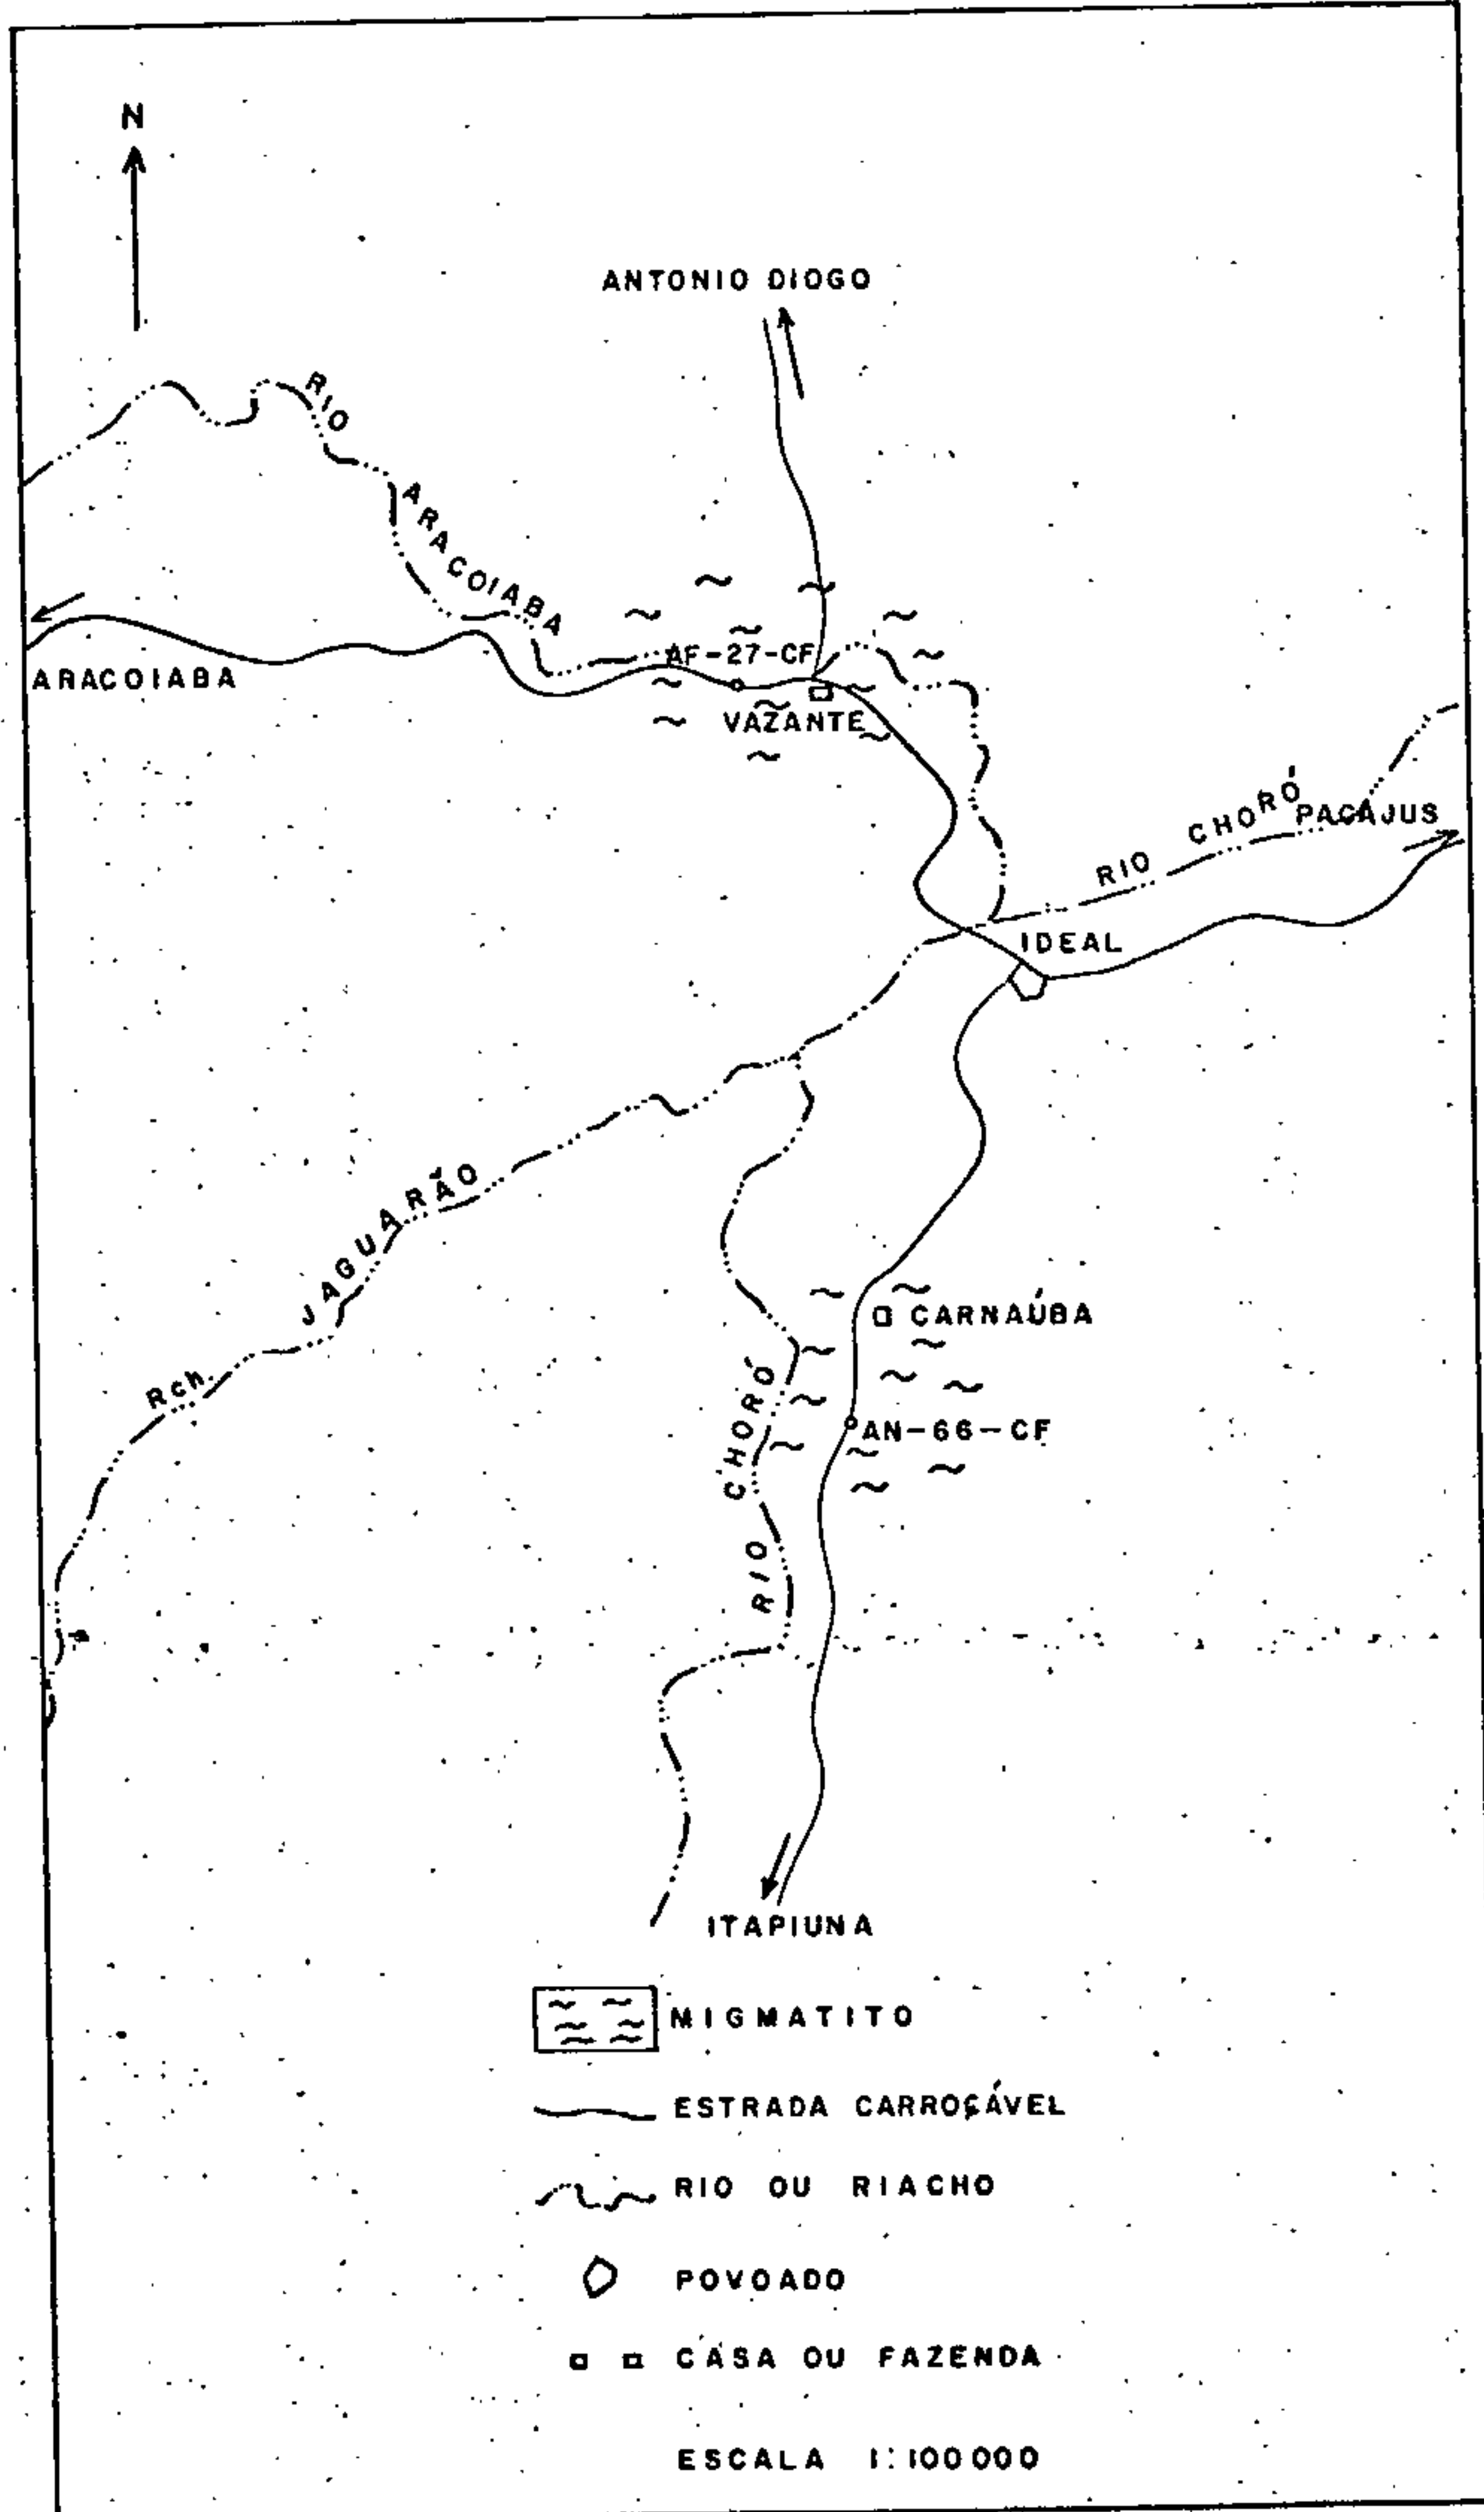 N
ANTONIO DIOGO
RIO ARACOIABA
AF-27-CF
ARACOIABA
VAZANTE
RIO CHORÓ
PACAJUS
IDEAL
Rch. JAGUARÃO
CARNAÚBA
RIO CHORÓ
AN-66-CF
ITAPIUNA
MIGMATITO
ESTRADA CARROÇÁVEL
RIO OU RIACHO
POVOADO
CASA OU FAZENDA
ESCALA 1:100000